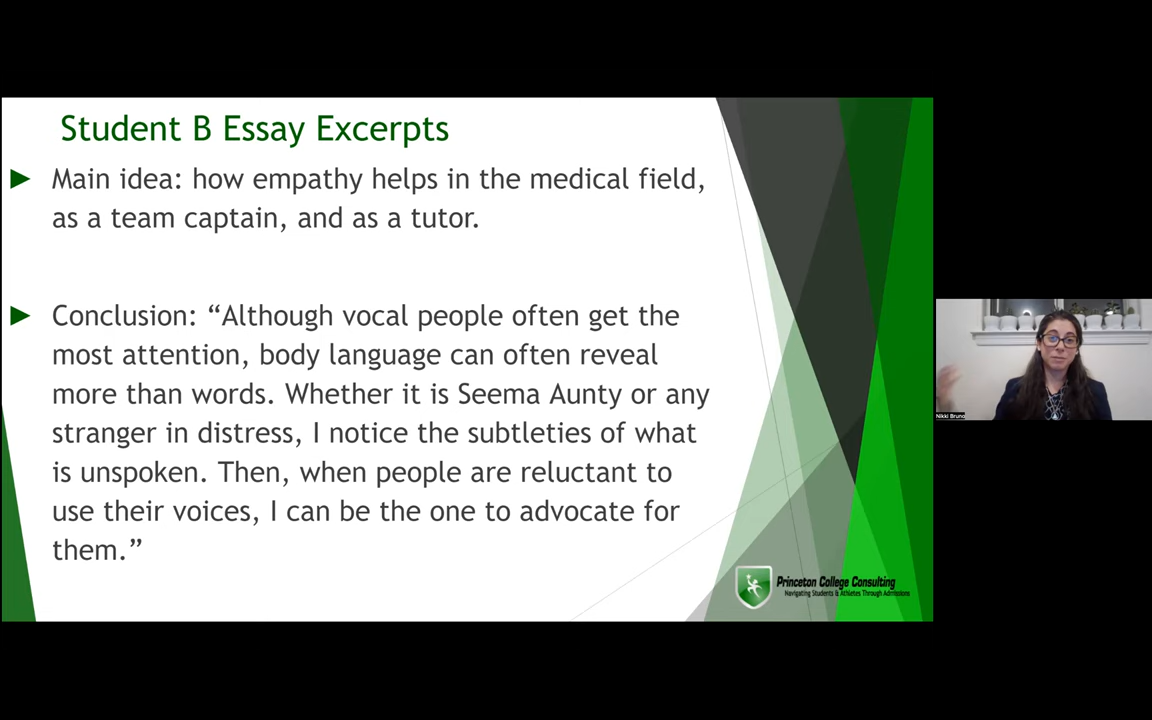 Student B Essay Excerpts
Main idea: how empathy helps in the medical field,
as a team captain, and as a tutor.
Conclusion: “Although vocal people often get the
most attention, body language can often reveal
more than words. Whether it is Seema Aunty or any
stranger in distress, I notice the subtleties of what
is unspoken. Then, when people are reluctant to
use their voices, I can be the one to advocate for
them.”
Princeton College Consulting
Navigating Students & Athletes Through Admissions
Nikki Bruno